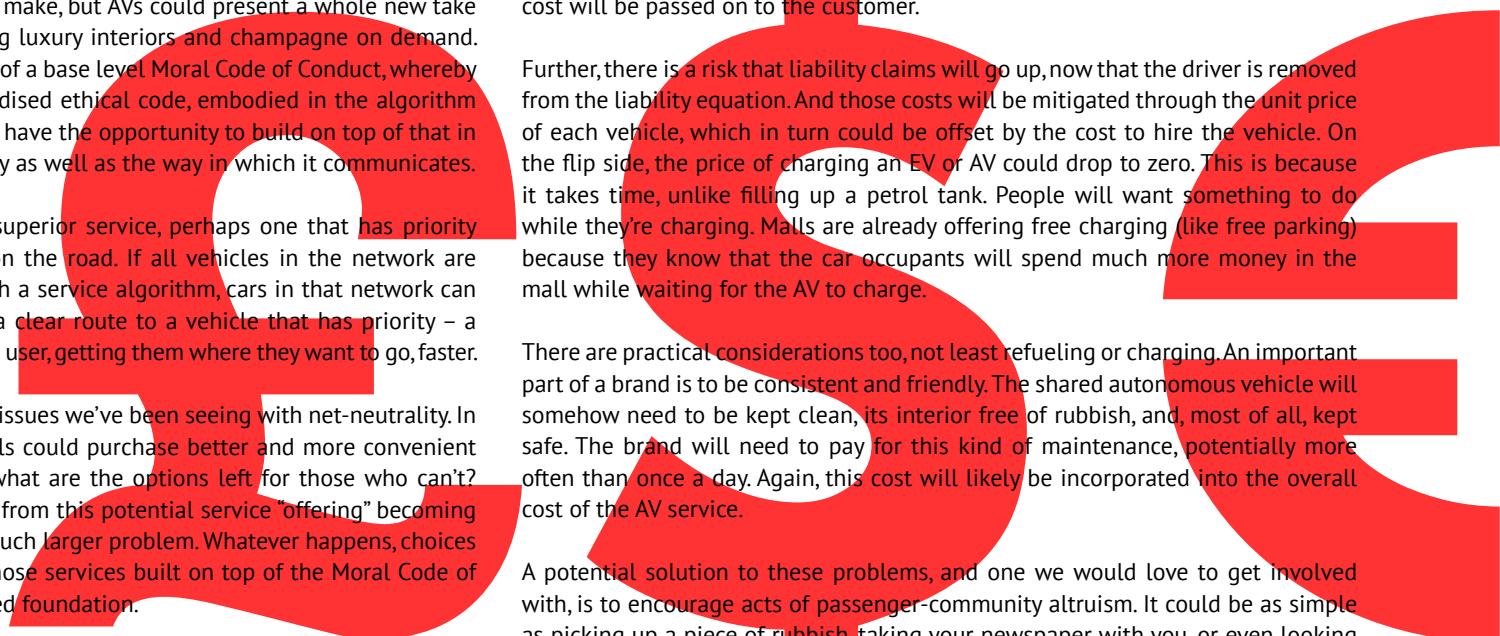 make, but AVs could present a whole new take
g luxury interiors and champagne on demand.
of a base level Moral Code of Conduct, whereby
dised ethical code, embodied in the algorithm
have the opportunity to build on top of that in
y as well as the way in which it communicates.
superior service, perhaps one that has priority
n the road. If all vehicles in the network are
h a service algorithm, cars in that network can
a clear route to a vehicle that has priority – a
user, getting them where they want to go, faster.
issues we’ve been seeing with net-neutrality. In
ls could purchase better and more convenient
what are the options left for those who can’t?
from this potential service “offering” becoming
uch larger problem. Whatever happens, choices
ose services built on top of the Moral Code of
ed foundation.
cost will be passed on to the customer.
Further, there is a risk that liability claims will go up, now that the driver is removed
from the liability equation. And those costs will be mitigated through the unit price
of each vehicle, which in turn could be offset by the cost to hire the vehicle. On
the flip side, the price of charging an EV or AV could drop to zero. This is because
it takes time, unlike filling up a petrol tank. People will want something to do
while they’re charging. Malls are already offering free charging (like free parking)
because they know that the car occupants will spend much more money in the
mall while waiting for the AV to charge.
There are practical considerations too, not least refueling or charging. An important
part of a brand is to be consistent and friendly. The shared autonomous vehicle will
somehow need to be kept clean, its interior free of rubbish, and, most of all, kept
safe. The brand will need to pay for this kind of maintenance, potentially more
often than once a day. Again, this cost will likely be incorporated into the overall
cost of the AV service.
A potential solution to these problems, and one we would love to get involved
with, is to encourage acts of passenger-community altruism. It could be as simple
as picking up a piece of rubbish, taking your newspaper with you, or even looking
£ $ €